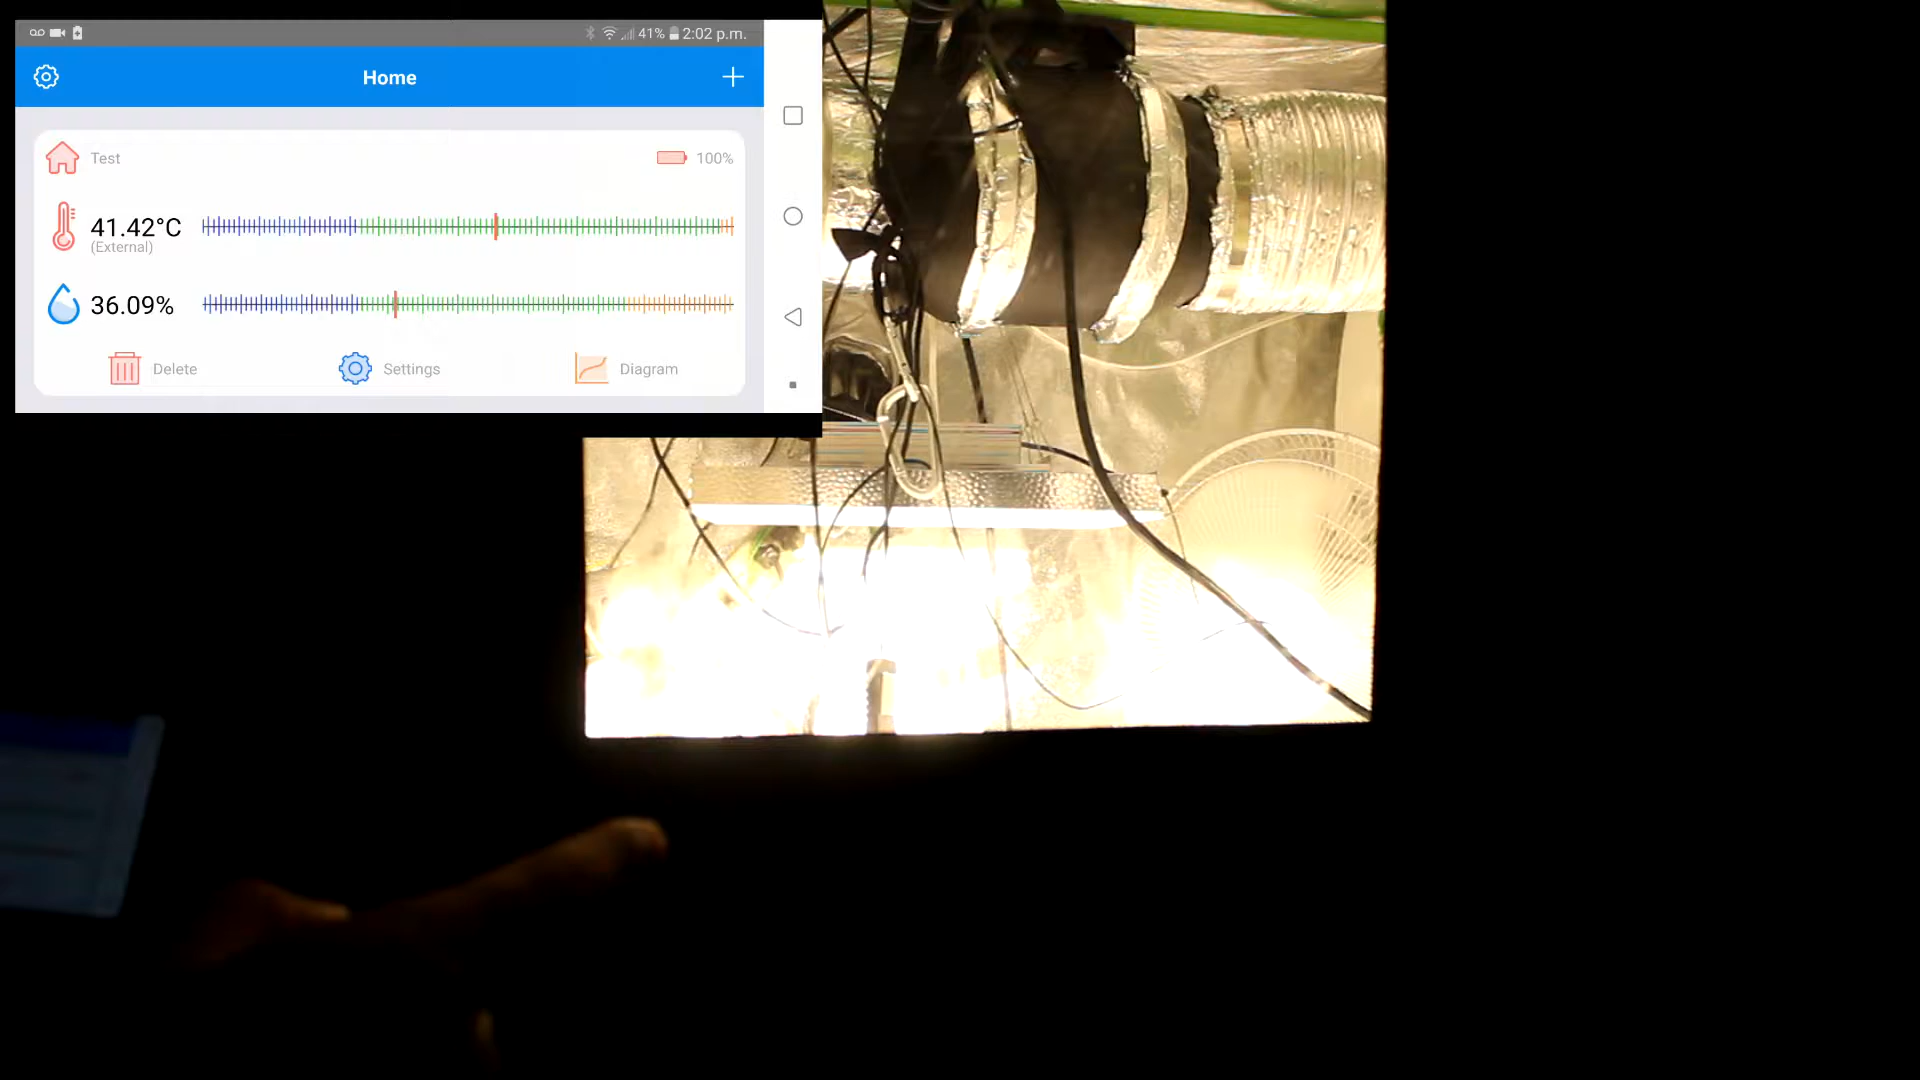 41% 2:02 p.m.
Home
Test
100%
41.42°C
(External)
36.09%
Delete
Settings
Diagram